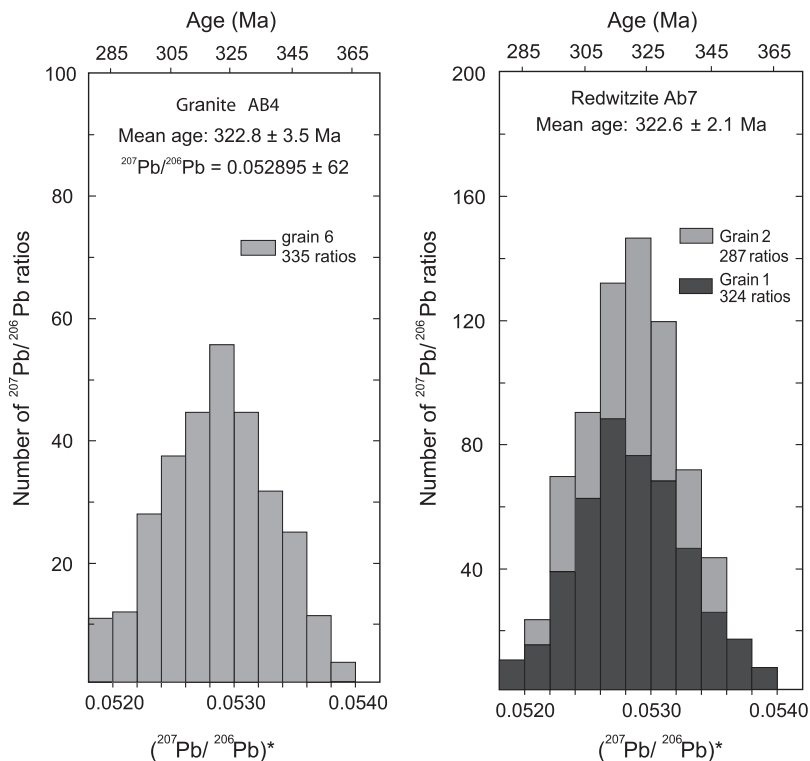 Age (Ma)
285 305 325 345 365
100
80
60
40
20
Number of ²⁰⁷Pb/²⁰⁶Pb ratios
Granite AB4
Mean age: 322.8 ± 3.5 Ma
²⁰⁷Pb/²⁰⁶Pb = 0.052895 ± 62
grain 6
335 ratios
0.0520 0.0530 0.0540
(²⁰⁷Pb/ ²⁰⁶Pb)*
Age (Ma)
285 305 325 345 365
200
160
120
80
40
Number of ²⁰⁷Pb/²⁰⁶Pb ratios
Redwitzite Ab7
Mean age: 322.6 ± 2.1 Ma
Grain 2
287 ratios
Grain 1
324 ratios
0.0520 0.0530 0.0540
(²⁰⁷Pb/ ²⁰⁶Pb)*